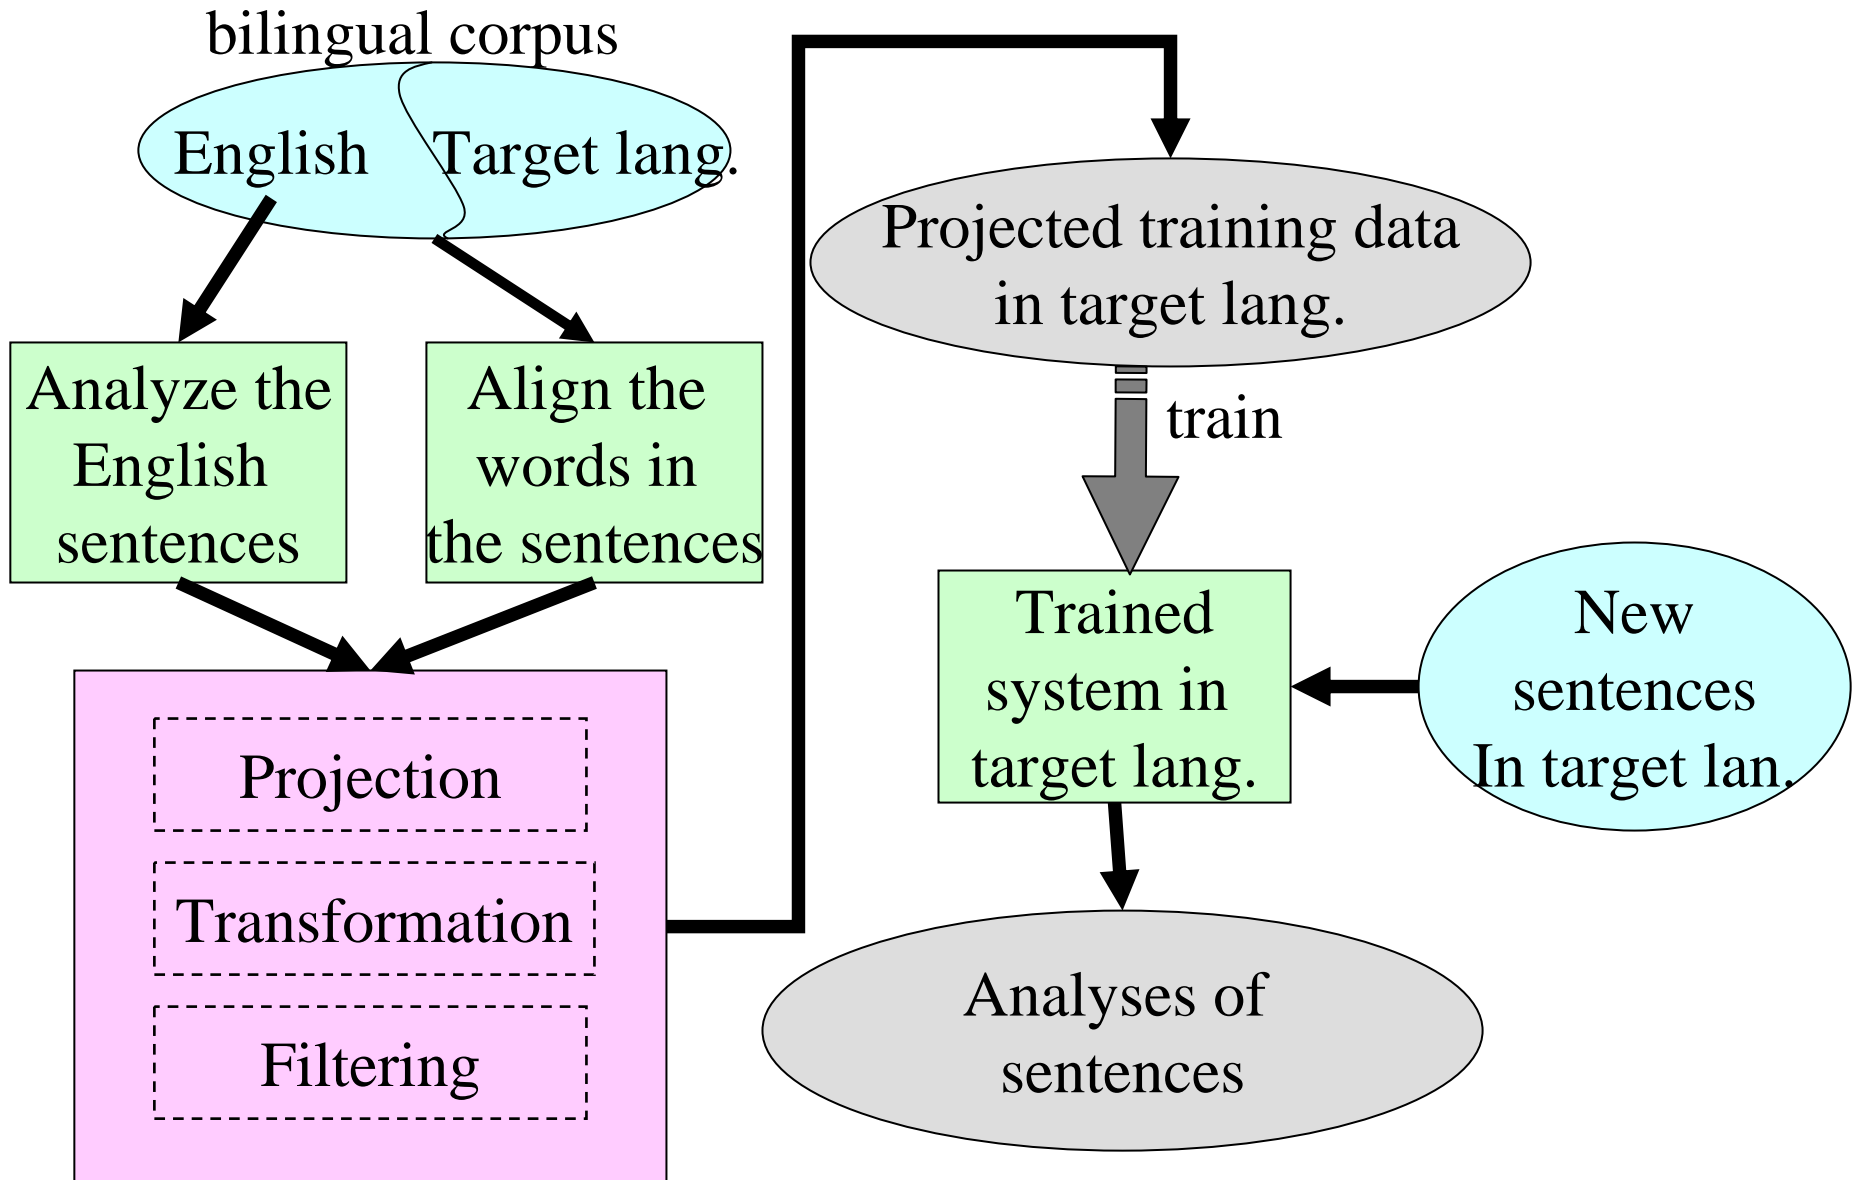 bilingual corpus
English
Target lang.
Analyze the
English
sentences
Align the
words in
the sentences
Projection
Transformation
Filtering
Projected training data
in target lang.
train
Trained
system in
target lang.
New
sentences
In target lan.
Analyses of
sentences